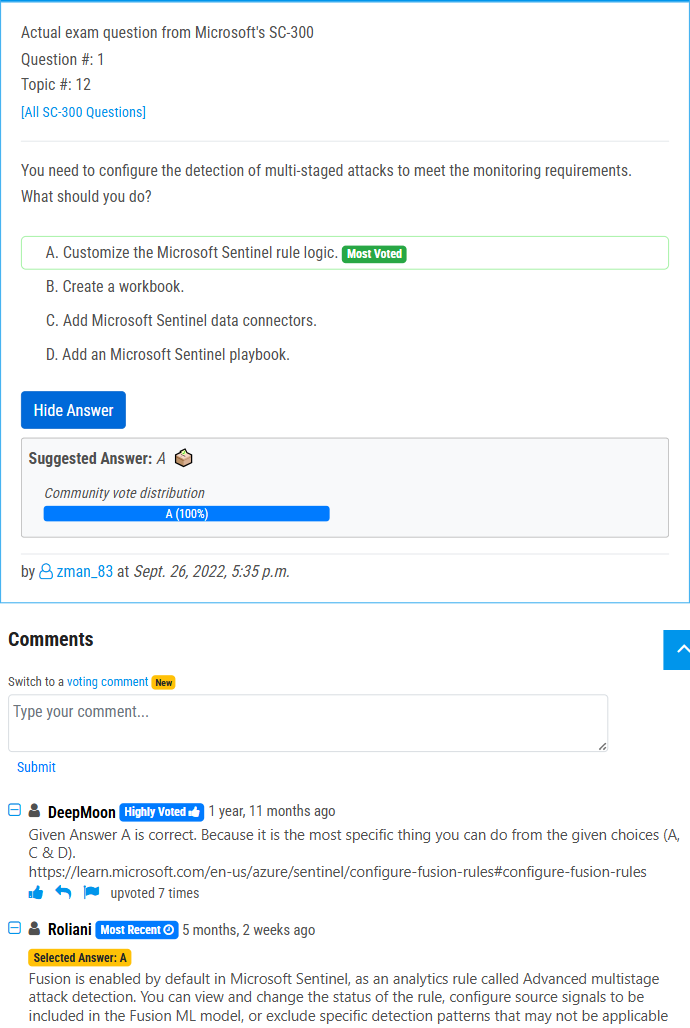 Actual exam question from Microsoft's SC-300
Question #: 1
Topic #: 12
[All SC-300 Questions]
You need to configure the detection of multi-staged attacks to meet the monitoring requirements.
What should you do?
A. Customize the Microsoft Sentinel rule logic. Most Voted
B. Create a workbook.
C. Add Microsoft Sentinel data connectors.
D. Add an Microsoft Sentinel playbook.
Hide Answer
Suggested Answer: A
Community vote distribution
A (100%)
by zman_83 at Sept. 26, 2022, 5:35 p.m.
Comments
Switch to a voting comment New
Type your comment...
Submit
DeepMoon Highly Voted 1 year, 11 months ago
Given Answer A is correct. Because it is the most specific thing you can do from the given choices (A,
C & D).
https://learn.microsoft.com/en-us/azure/sentinel/configure-fusion-rules#configure-fusion-rules
upvoted 7 times
Roliani Most Recent 5 months, 2 weeks ago
Selected Answer: A
Fusion is enabled by default in Microsoft Sentinel, as an analytics rule called Advanced multistage
attack detection. You can view and change the status of the rule, configure source signals to be
included in the Fusion ML model, or exclude specific detection patterns that may not be applicable